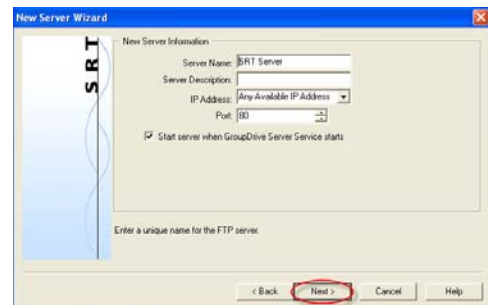 New Server Wizard
SRT
New Server Information
Server Name: SRT Server
Server Description:
IP Address: Any Available IP Address
Port: 80
Start server when GroupDrive Server Service starts
Enter a unique name for the FTP server.
< Back Next > Cancel Help